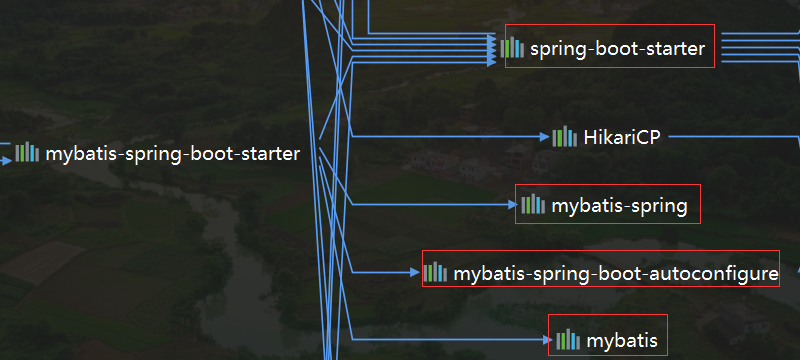 spring-boot-starter
HikariCP
mybatis-spring-boot-starter
mybatis-spring
mybatis-spring-boot-autoconfigure
mybatis